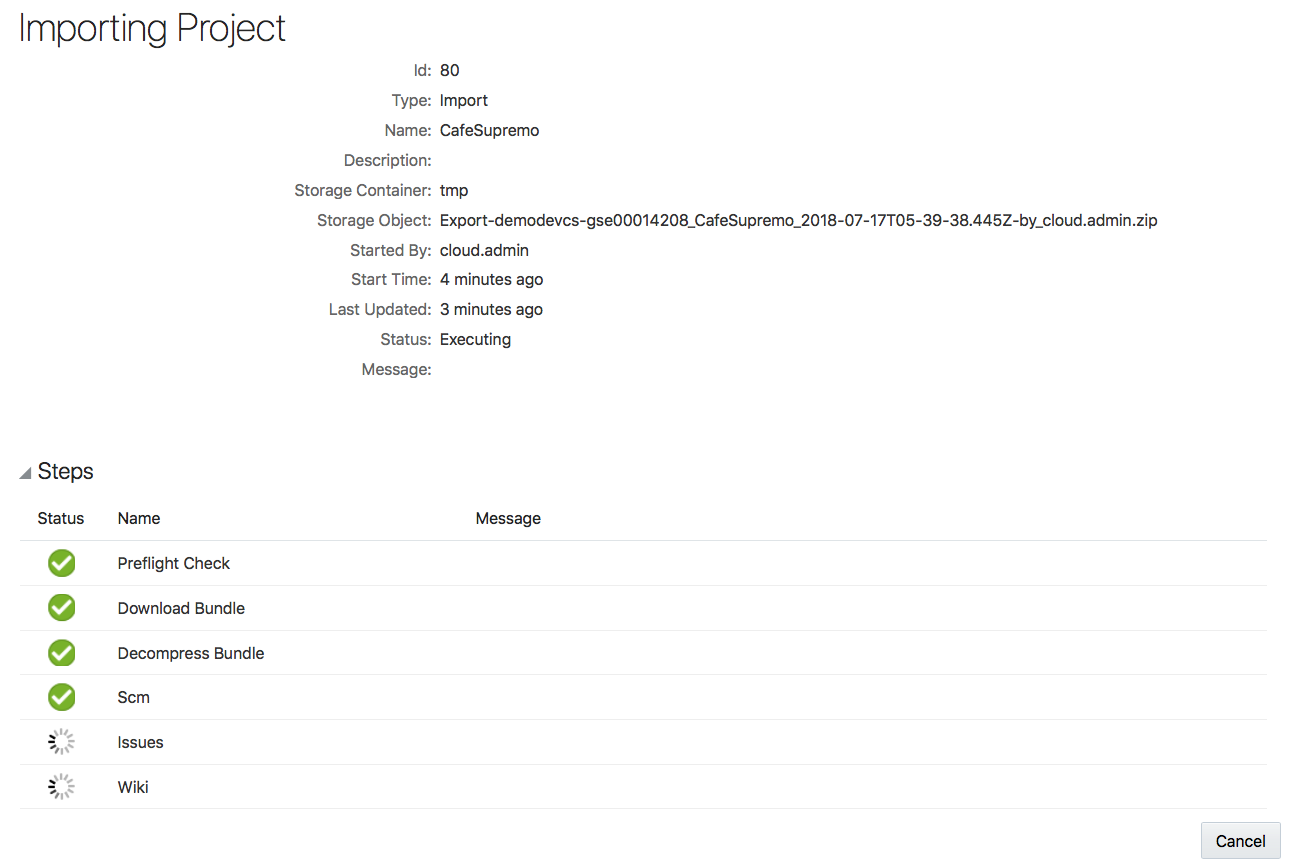 Importing Project
Id: 80
Type: Import
Name: CafeSupremo
Description:
Storage Container: tmp
Storage Object: Export-demodevcs-gse00014208_CafeSupremo_2018-07-17T05-39-38.445Z-by_cloud.admin.zip
Started By: cloud.admin
Start Time: 4 minutes ago
Last Updated: 3 minutes ago
Status: Executing
Message:
Steps
Status Name Message
Preflight Check
Download Bundle
Decompress Bundle
Scm
Issues
Wiki
Cancel